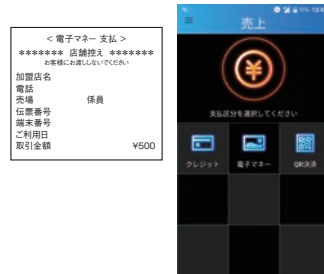 < 電子マネー 支払 >
******* 店舗控え *******
お客様にお渡ししないでください
加盟店名
電話
売場 係員
伝票番号
端末番号
ご利用日
取引金額 ¥500
売上
支払区分を選択してください
クレジット 電子マネー QR決済